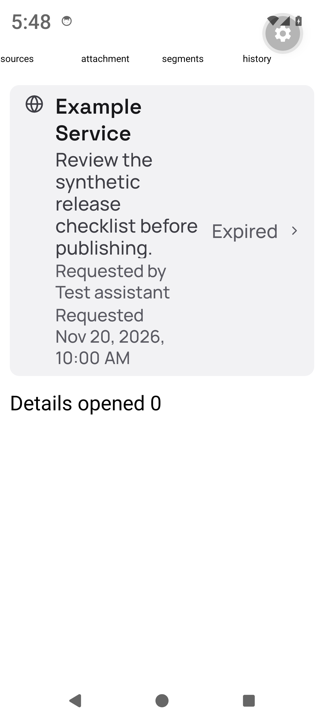 5:48
sources
attachment
segments
history
Example
Service
Review the
synthetic
release
checklist before
publishing.
Expired
Requested by
Test assistant
Requested
Nov 20, 2026,
10:00 AM
Details opened 0